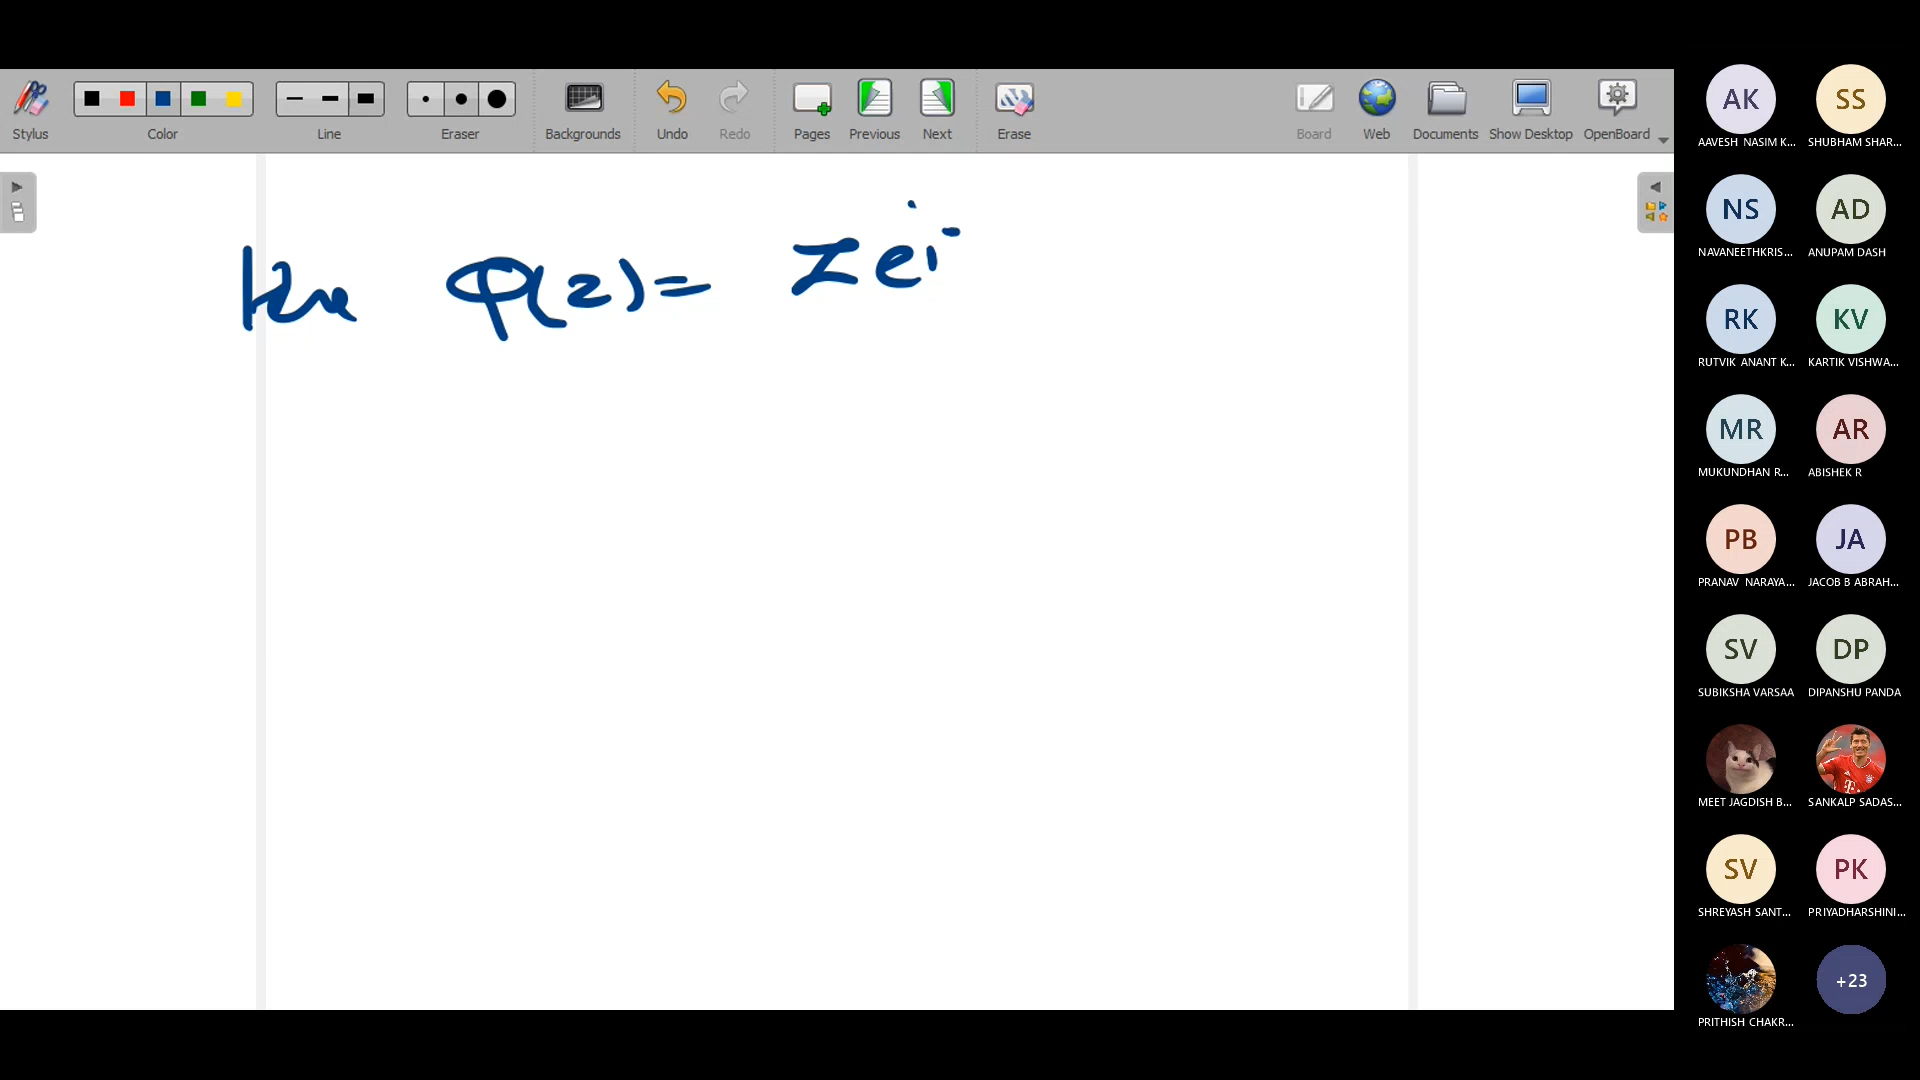 Stylus Color Line Eraser Backgrounds Undo Redo Pages Previous Next Erase Board Web Documents Show Desktop OpenBoard
Here φ(z) = z ei
AK SS
AAVESH NASIM K... SHUBHAM SHAR...
NS AD
NAVANEETHKRIS... ANUPAM DASH
RK KV
RUTVIK ANANT K... KARTIK VISHWA...
MR AR
MUKUNDHAN R... ABISHEK R
PB JA
PRANAV NARAYA... JACOB B ABRAH...
SV DP
SUBIKSHA VARSAA DIPANSHU PANDA
MEET JAGDISH B... SANKALP SADAS...
SV PK
SHREYASH SANT... PRIYADHARSHINI...
+23
PRITHISH CHAKR...